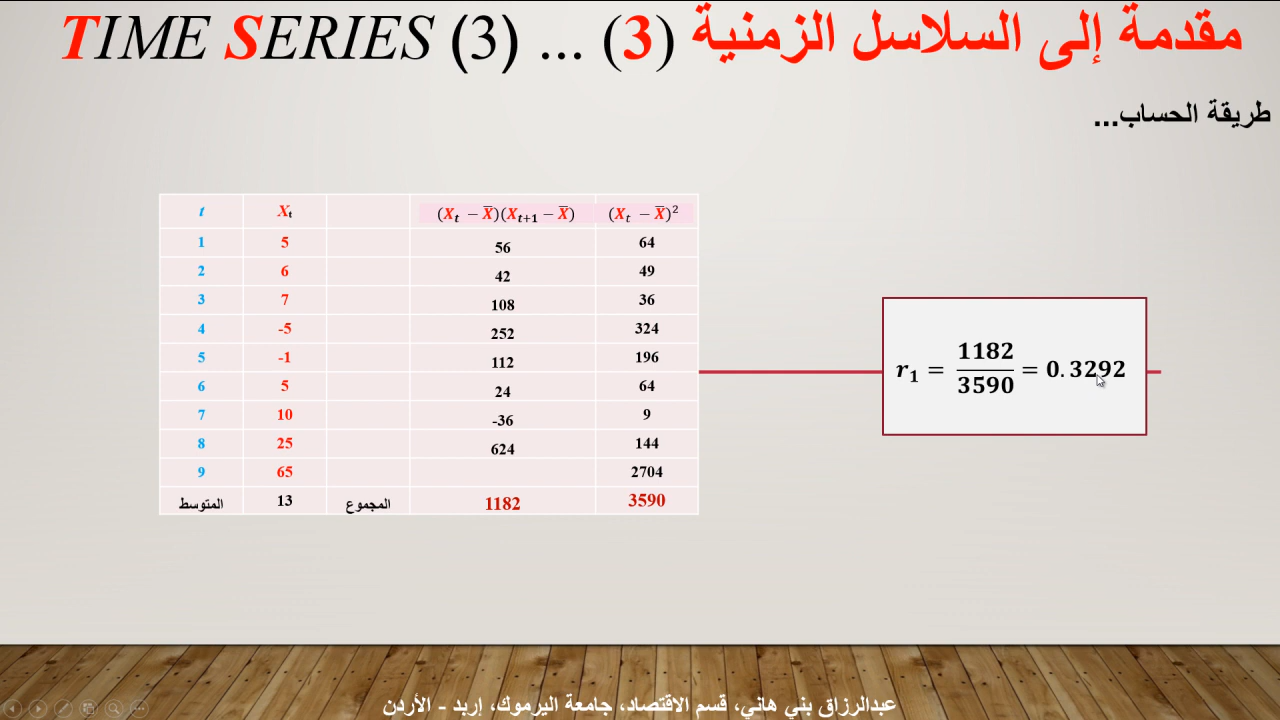 مقدمة إلى السلاسل الزمنية (3) ... TIME SERIES (3)
طريقة الحساب...
t Xₜ (Xₜ − X̅)(Xₜ₊₁ − X̅) (Xₜ − X̅)²
1 5 56 64
2 6 42 49
3 7 108 36
4 -5 252 324
5 -1 112 196
6 5 24 64
7 10 -36 9
8 25 624 144
9 65 2704
المتوسط 13 المجموع 1182 3590
r₁ = 1182/3590 = 0.3292
عبدالرزاق بني هاني، قسم الاقتصاد، جامعة اليرموك، إربد - الأردن